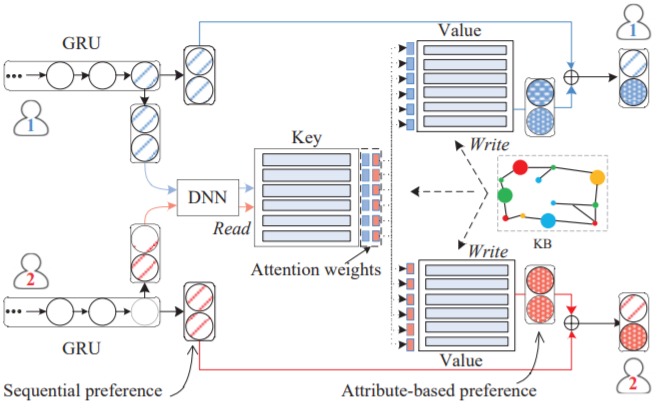 GRU
Value
1
1
Key
Write
DNN
Read
KB
Attention weights
Write
2
GRU
Value
2
Sequential preference
Attribute-based preference